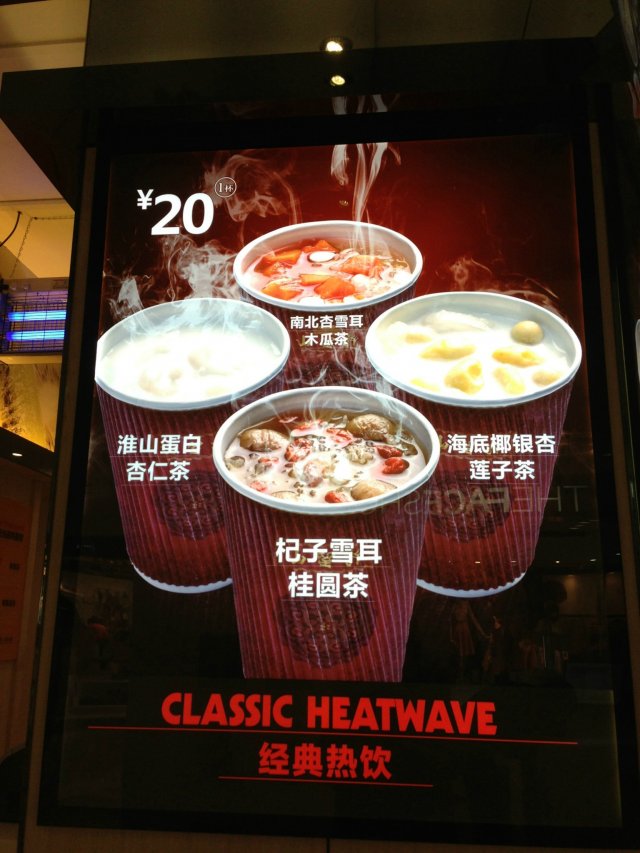 ¥20 1杯
南北杏雪耳
木瓜茶
淮山蛋白
杏仁茶
海底椰银杏
莲子茶
THEFACESHOP
杞子雪耳
桂圆茶
CLASSIC HEATWAVE
经典热饮